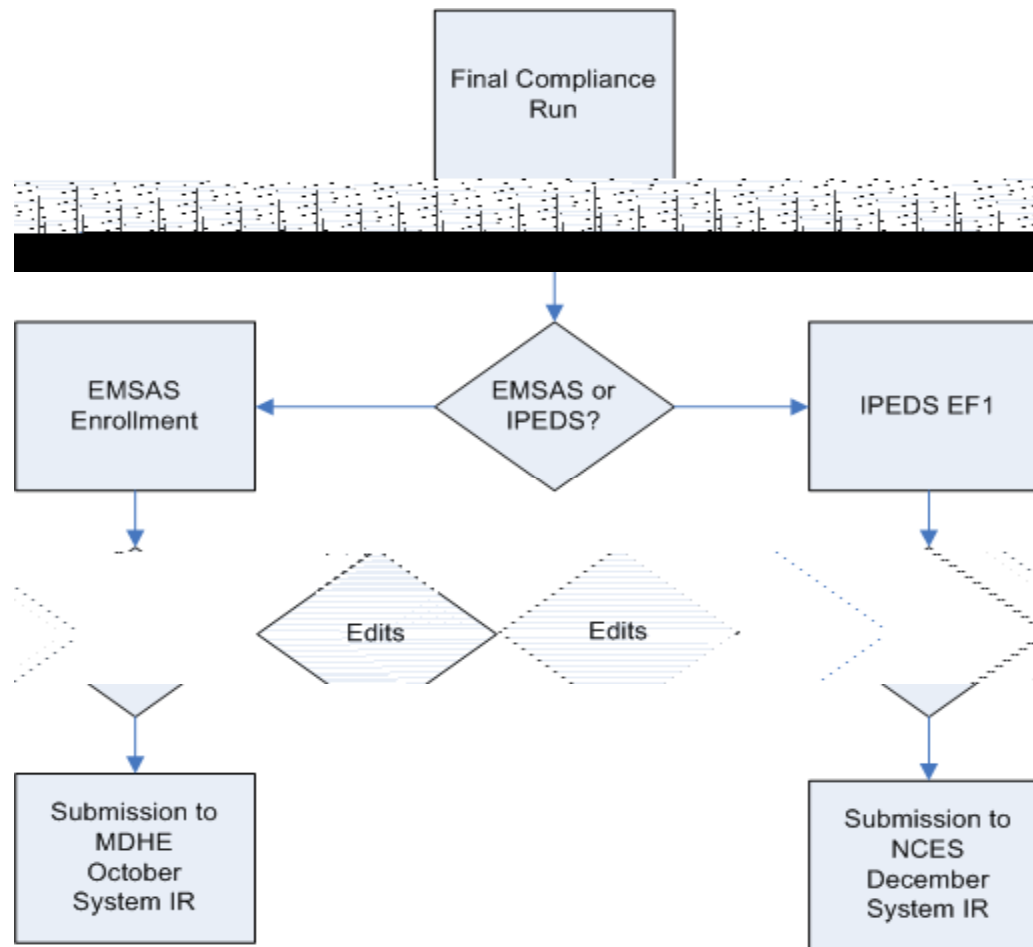 Final Compliance
Run
EMSAS
Enrollment
EMSAS or
IPEDS?
IPEDS EF1
Edits
Edits
Submission to
MDHE
October
System IR
Submission to
NCES
December
System IR